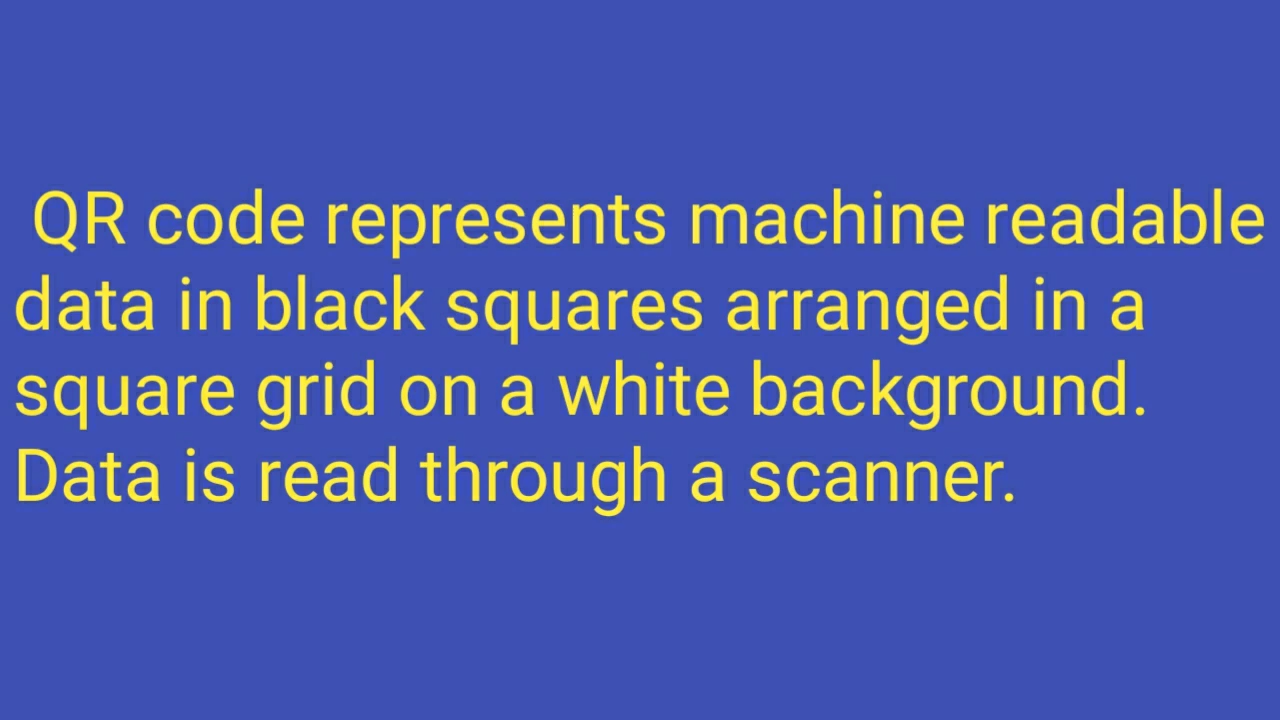 QR code represents machine readable
data in black squares arranged in a
square grid on a white background.
Data is read through a scanner.